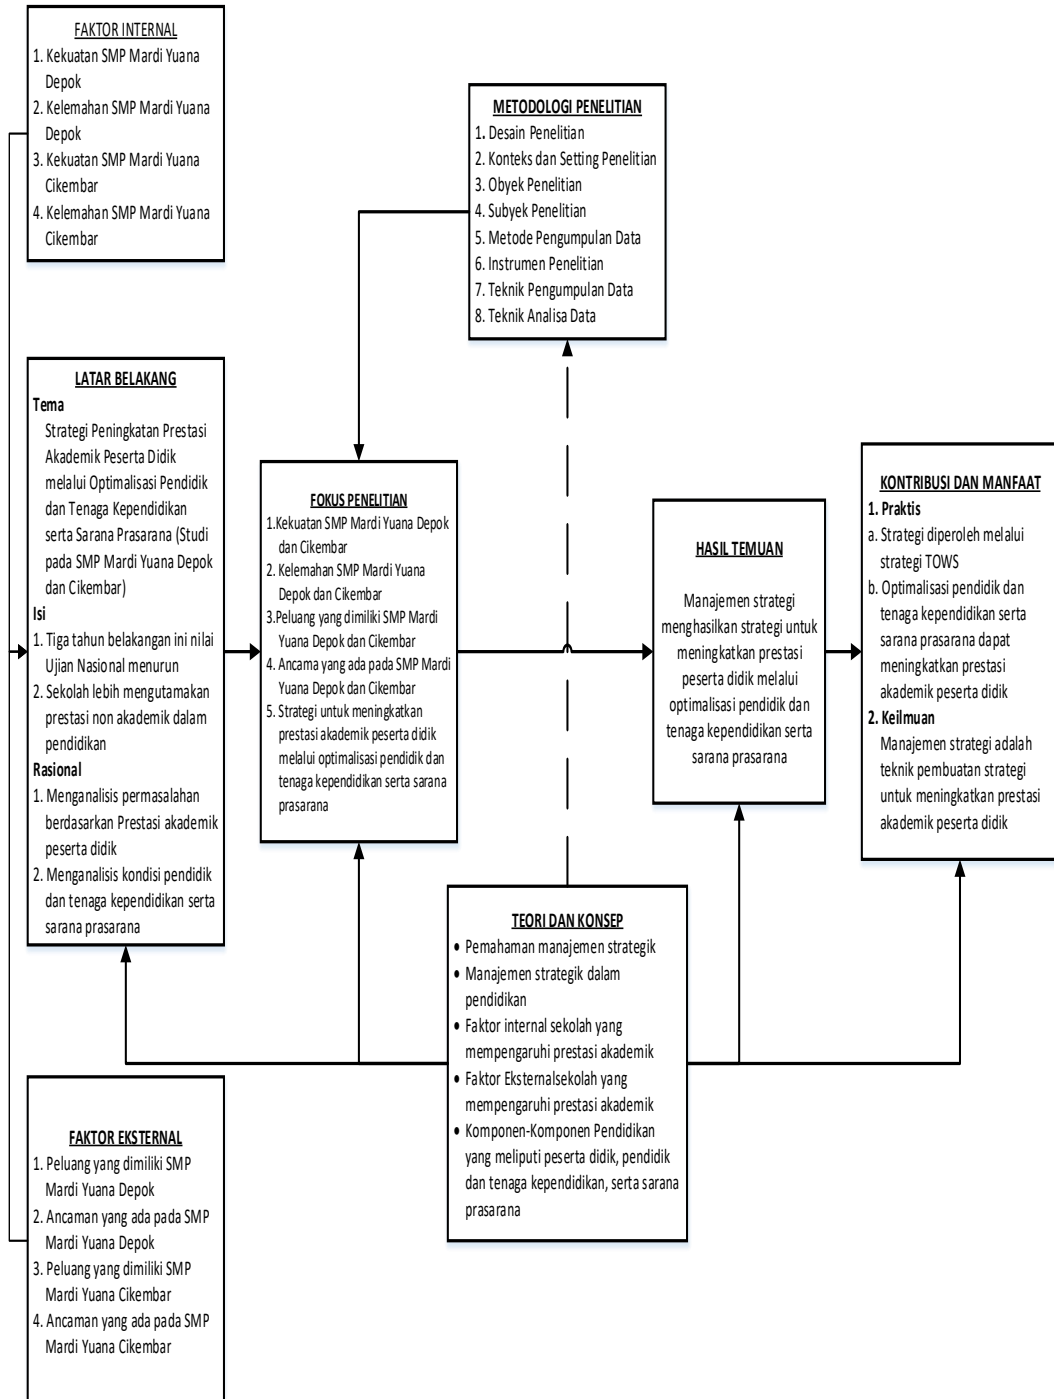 FAKTOR INTERNAL
1. Kekuatan SMP Mardi Yuana
Depok
2. Kelemahan SMP Mardi Yuana
Depok
3. Kekuatan SMP Mardi Yuana
Cikembar
4. Kelemahan SMP Mardi Yuana
Cikembar
METODOLOGI PENELITIAN
1. Desain Penelitian
2. Konteks dan Setting Penelitian
3. Obyek Penelitian
4. Subyek Penelitian
5. Metode Pengumpulan Data
6. Instrumen Penelitian
7. Teknik Pengumpulan Data
8. Teknik Analisa Data
LATAR BELAKANG
Tema
Strategi Peningkatan Prestasi
Akademik Peserta Didik
melalui Optimalisasi Pendidik
dan Tenaga Kependidikan
serta Sarana Prasarana (Studi
pada SMP Mardi Yuana Depok
dan Cikembar)
Isi
1. Tiga tahun belakangan ini nilai
Ujian Nasional menurun
2. Sekolah lebih mengutamakan
prestasi non akademik dalam
pendidikan
Rasional
1. Menganalisis permasalahan
berdasarkan Prestasi akademik
peserta didik
2. Menganalisis kondisi pendidik
dan tenaga kependidikan serta
sarana prasarana
FOKUS PENELITIAN
1.Kekuatan SMP Mardi Yuana Depok
dan Cikembar
2. Kelemahan SMP Mardi Yuana
Depok dan Cikembar
3.Peluang yang dimiliki SMP Mardi
Yuana Depok dan Cikembar
4. Ancama yang ada pada SMP Mardi
Yuana Depok dan Cikembar
5. Strategi untuk meningkatkan
prestasi akademik peserta didik
melalui optimalisasi pendidik dan
tenaga kependidikan serta sarana
prasarana
HASIL TEMUAN
Manajemen strategi
menghasilkan strategi untuk
meningkatkan prestasi
peserta didik melalui
optimalisasi pendidik dan
tenaga kependidikan serta
sarana prasarana
KONTRIBUSI DAN MANFAAT
1. Praktis
a. Strategi diperoleh melalui
strategi TOWS
b. Optimalisasi pendidik dan
tenaga kependidikan serta
sarana prasarana dapat
meningkatkan prestasi
akademik peserta didik
2. Keilmuan
Manajemen strategi adalah
teknik pembuatan strategi
untuk meningkatkan prestasi
akademik peserta didik
TEORI DAN KONSEP
• Pemahaman manajemen strategik
• Manajemen strategik dalam
pendidikan
• Faktor internal sekolah yang
mempengaruhi prestasi akademik
• Faktor Eksternalsekolah yang
mempengaruhi prestasi akademik
• Komponen-Komponen Pendidikan
yang meliputi peserta didik, pendidik
dan tenaga kependidikan, serta sarana
prasarana
FAKTOR EKSTERNAL
1. Peluang yang dimiliki SMP
Mardi Yuana Depok
2. Ancaman yang ada pada SMP
Mardi Yuana Depok
3. Peluang yang dimiliki SMP
Mardi Yuana Cikembar
4. Ancaman yang ada pada SMP
Mardi Yuana Cikembar